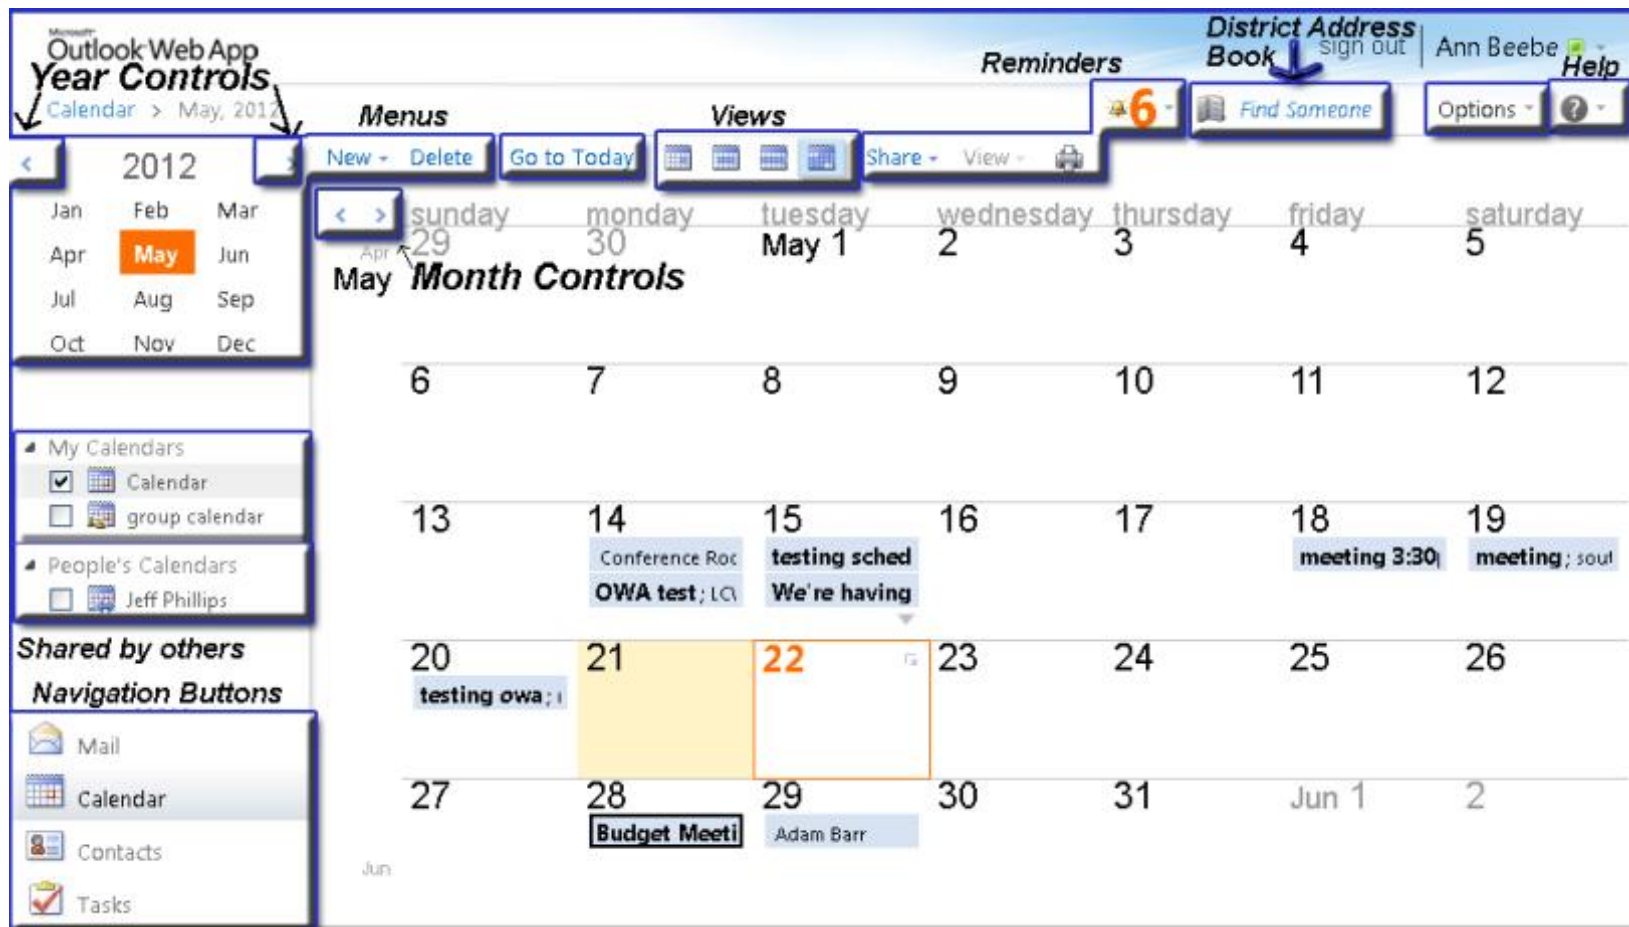 Microsoft
Outlook Web App
District Address
Book
sign out
Ann Beebe
Year Controls
Reminders
Help
Calendar > May, 2012
Menus
Views
6
Find Someone
Options
?
< 2012 >
New Delete Go to Today Share View
Jan Feb Mar
Apr May Jun
Jul Aug Sep
Oct Nov Dec
< > sunday monday tuesday wednesday thursday friday saturday
Apr 29 30 May 1 2 3 4 5
May Month Controls
6 7 8 9 10 11 12
My Calendars
Calendar
group calendar
People's Calendars
Jeff Phillips
Shared by others
13 14 15 16 17 18 19
Conference Roc testing sched meeting 3:30 meeting; sout
OWA test; LC We're having
20 21 22 23 24 25 26
testing owa;
Navigation Buttons
Mail
Calendar
Contacts
Tasks
27 28 29 30 31 Jun 1 2
Budget Meeti Adam Barr
Jun